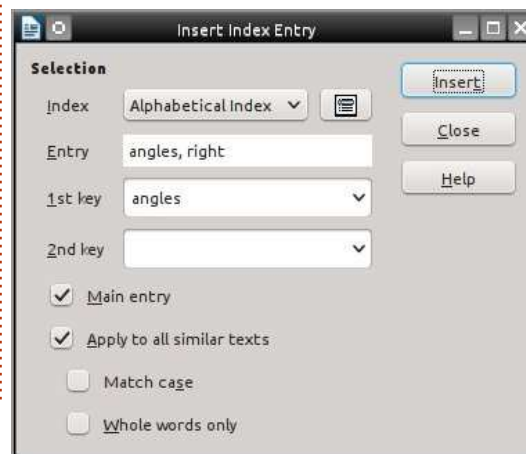 Insert Index Entry
Selection
Index Alphabetical Index
Entry angles, right
1st key angles
2nd key
Main entry
Apply to all similar texts
Match case
Whole words only
Insert
Close
Help